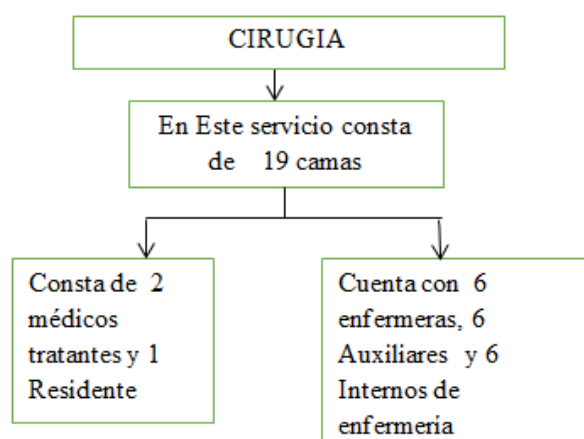 CIRUGIA
En Este servicio consta
de 19 camas
Consta de 2
médicos
tratantes y 1
Residente
Cuenta con 6
enfermeras, 6
Auxiliares y 6
Internos de
enfermería